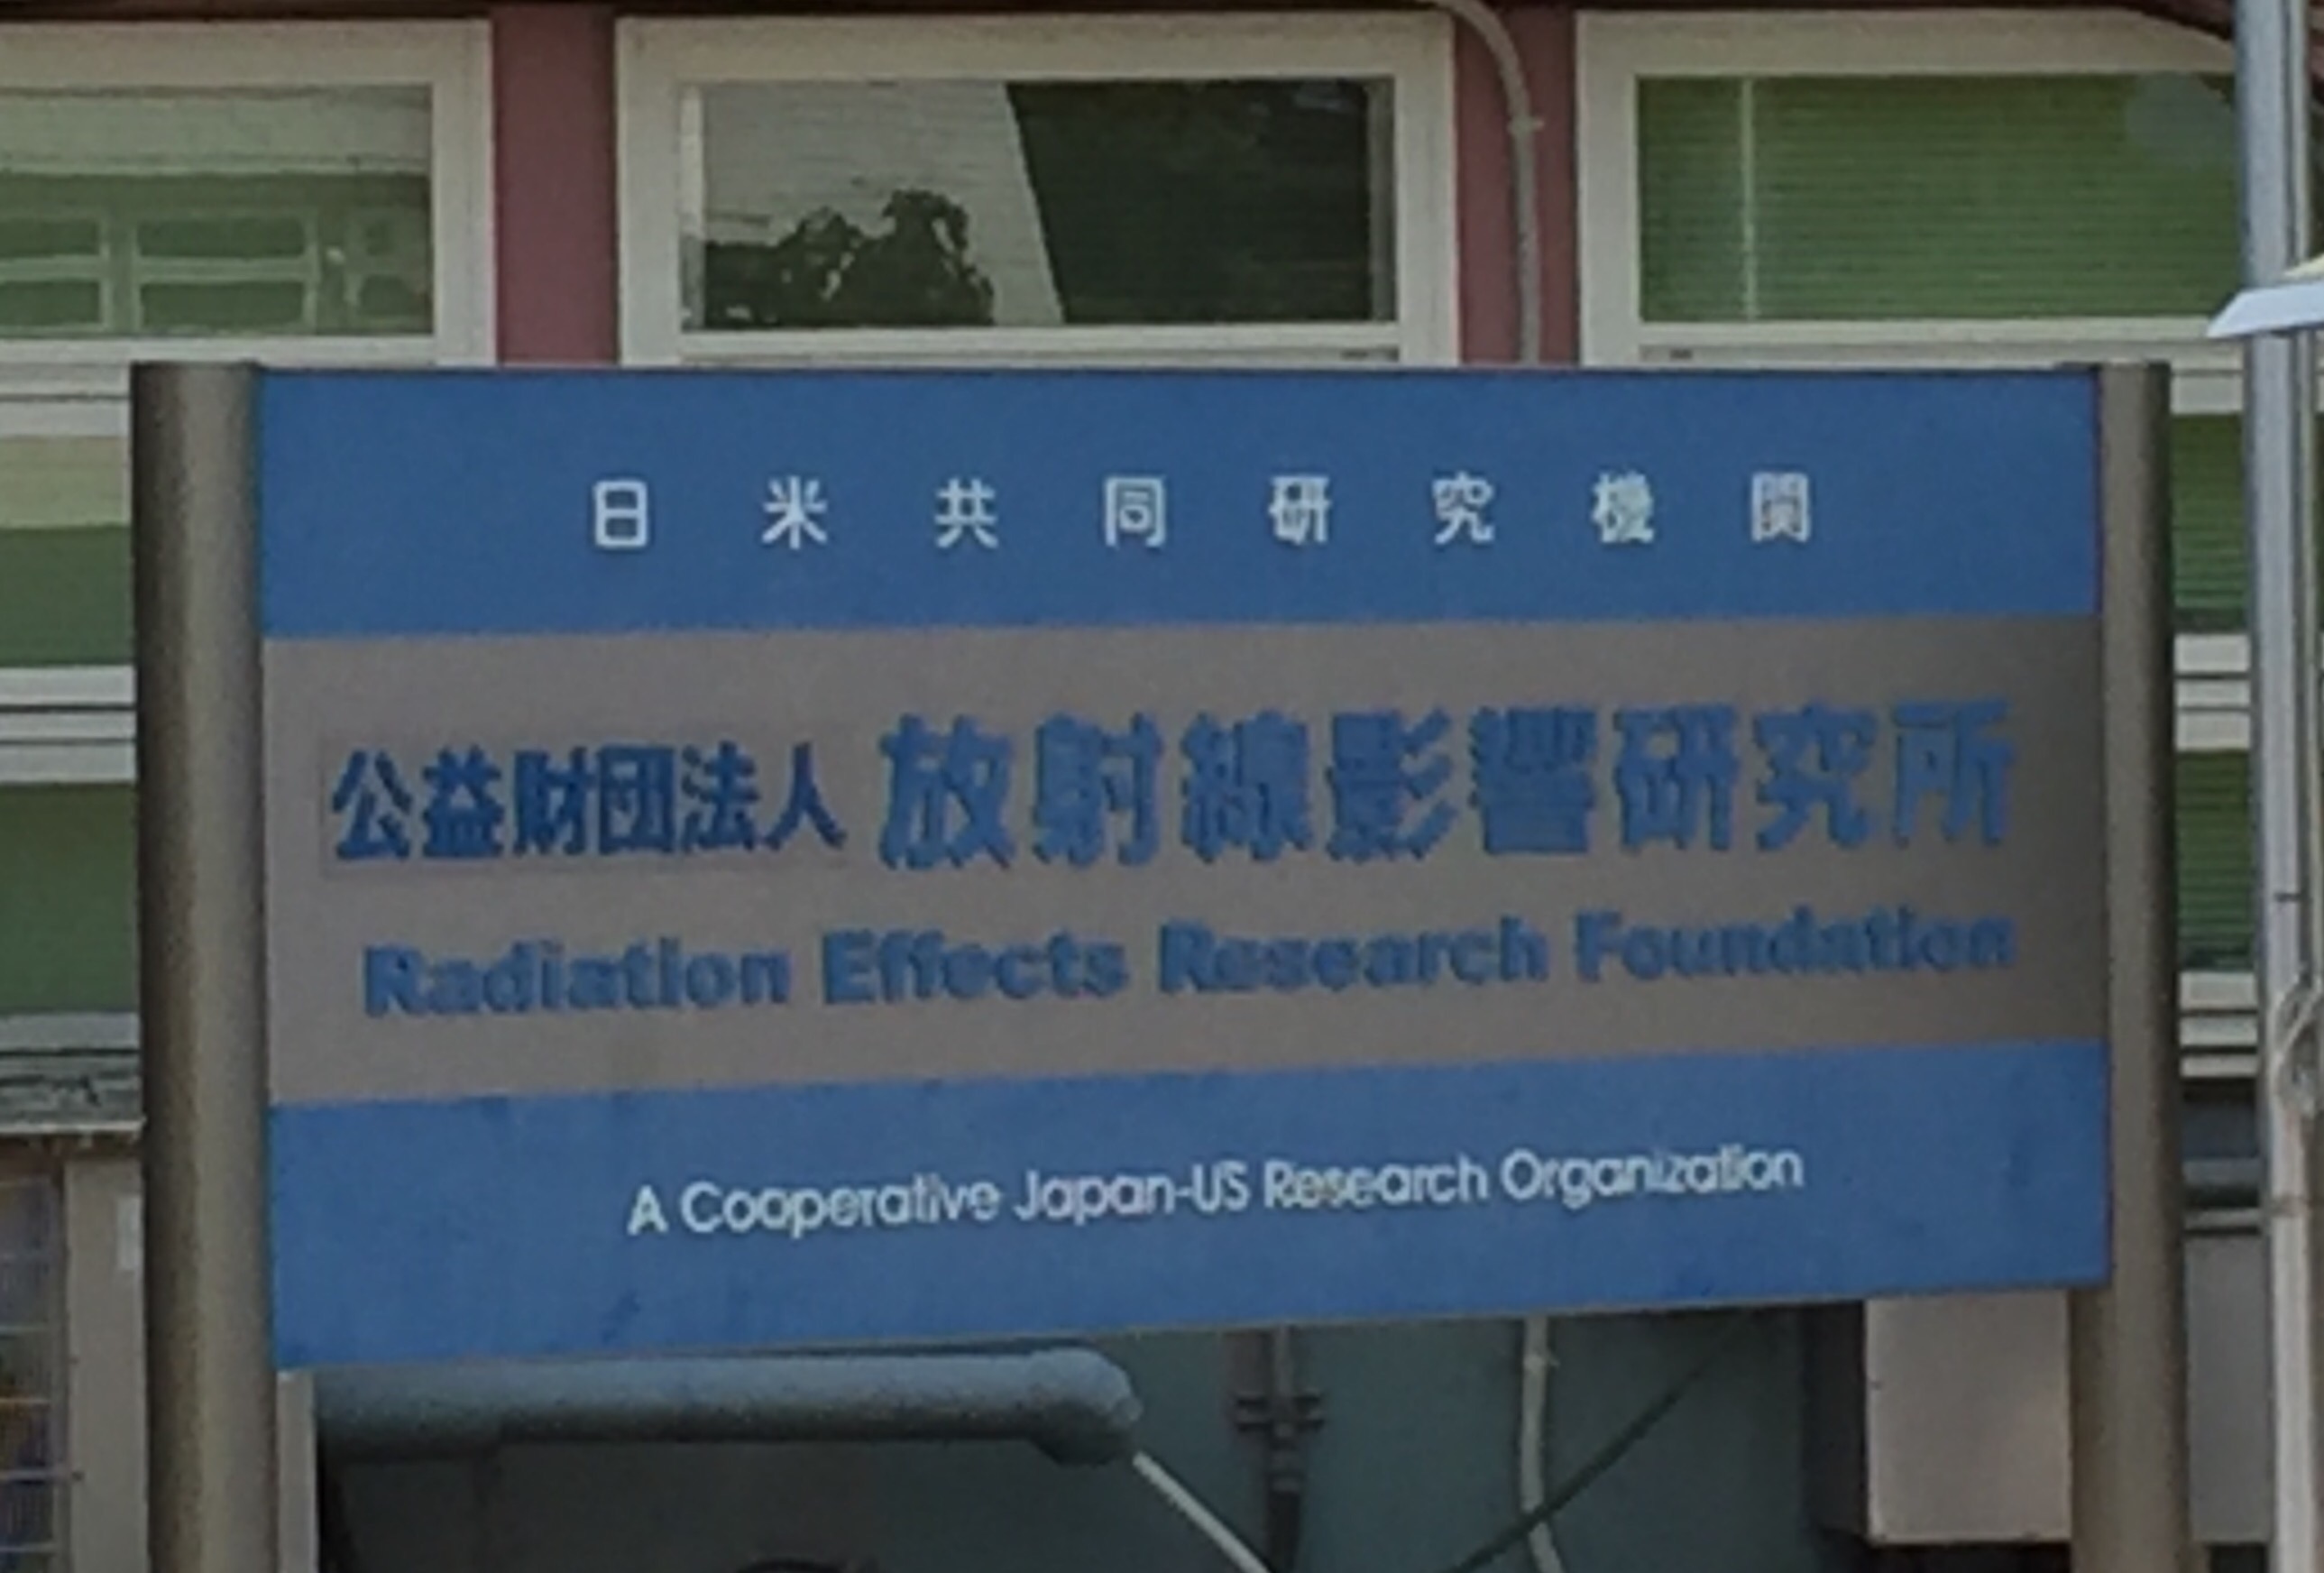 日米共同研究機関
公益財団法人 放射線影響研究所
Radiation Effects Research Foundation
A Cooperative Japan-US Research Organization